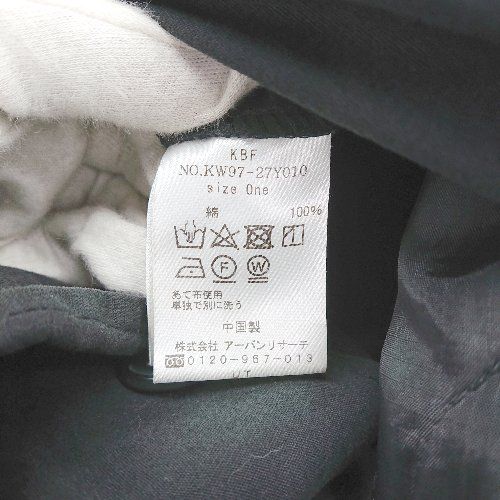 KBF
NO.KW97-27Y010
size One
綿 100%
F W
あて布使用
単独で別に洗う
中国製
株式会社 アーバンリサーチ
0120-967-013
UT